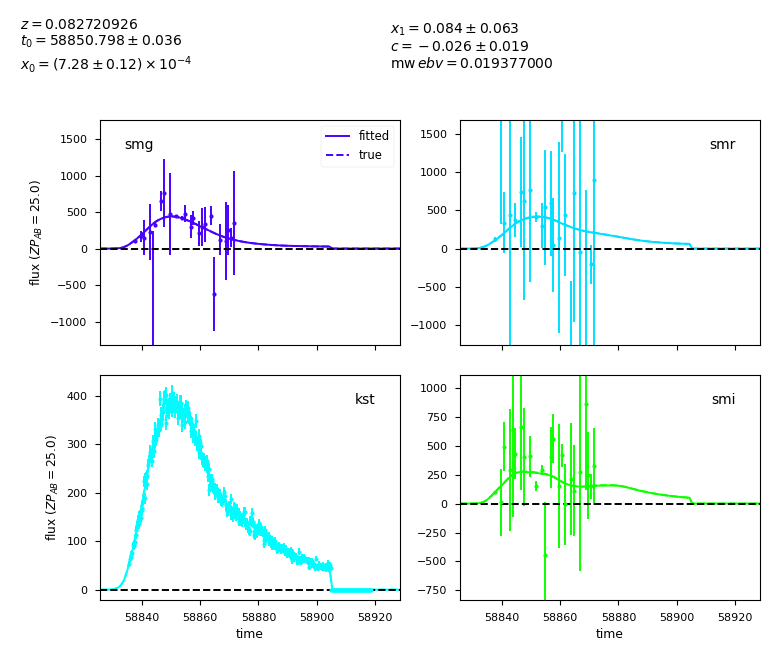 z = 0.082720926
t₀ = 58850.798 ± 0.036
x₀ = (7.28 ± 0.12) × 10⁻⁴
x₁ = 0.084 ± 0.063
c = −0.026 ± 0.019
mw ebv = 0.019377000
smg
fitted
true
1500
1000
500
0
−500
−1000
flux (ZP_AB = 25.0)
smr
1500
1000
500
0
−500
−1000
kst
400
300
200
100
0
flux (ZP_AB = 25.0)
58840 58860 58880 58900 58920
time
smi
1000
750
500
250
0
−250
−500
−750
58840 58860 58880 58900 58920
time